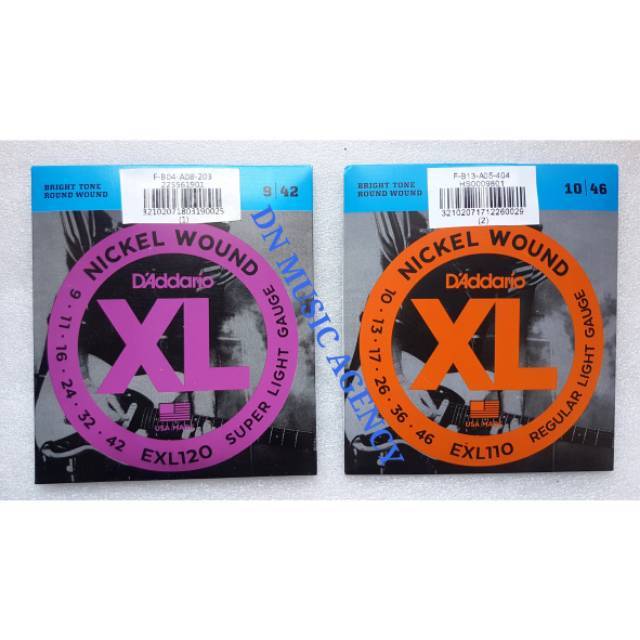 BRIGHT TONE
ROUND WOUND
F-B04-A08-203
225561901
32102071803190025
(1)
9 | 42
NICKEL WOUND
D'Addario
XL
9 · 11 · 16 · 24 · 32 · 42
SUPER LIGHT GAUGE
USA MADE
EXL120
BRIGHT TONE
ROUND WOUND
F-B13-A05-404
HS0009801
32102071712260029
(2)
10 | 46
NICKEL WOUND
D'Addario
XL
10 · 13 · 17 · 26 · 36 · 46
REGULAR LIGHT GAUGE
USA MADE
EXL110
DN MUSIC AGENCY